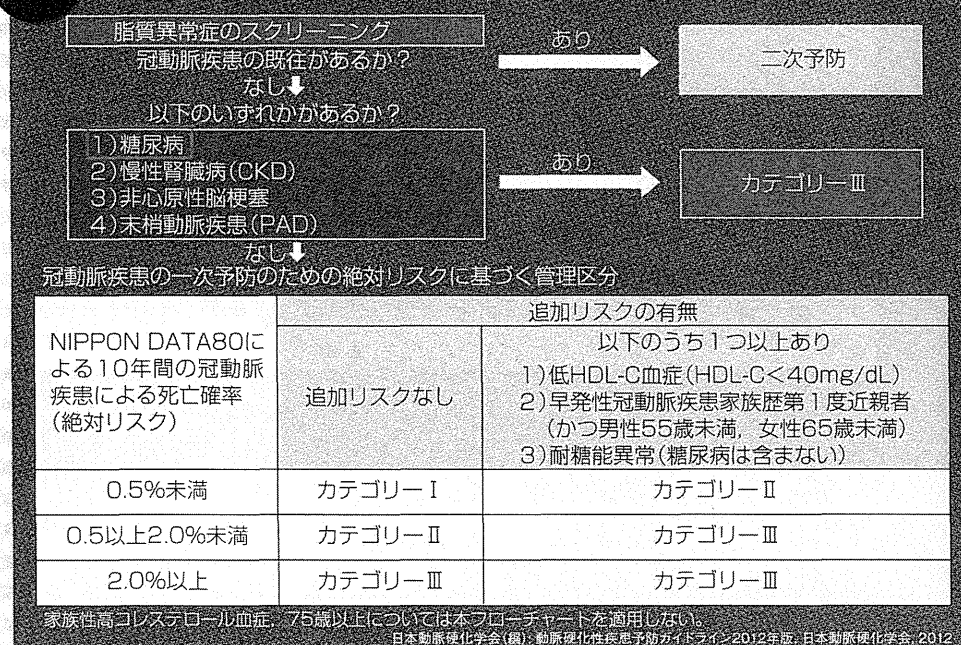 脂質異常症のスクリーニング
冠動脈疾患の既往があるか？
あり
二次予防
なし
以下のいずれかがあるか？
1)糖尿病
2)慢性腎臓病(CKD)
3)非心原性脳梗塞
4)末梢動脈疾患(PAD)
あり
カテゴリーⅢ
なし
冠動脈疾患の一次予防のための絶対リスクに基づく管理区分
NIPPON DATA80に
よる10年間の冠動脈
疾患による死亡確率
(絶対リスク)
追加リスクの有無
追加リスクなし
以下のうち1つ以上あり
1)低HDL-C血症(HDL-C<40mg/dL)
2)早発性冠動脈疾患家族歴第1度近親者
(かつ男性55歳未満，女性65歳未満)
3)耐糖能異常(糖尿病は含まない)
0.5%未満 カテゴリーⅠ カテゴリーⅡ
0.5以上2.0%未満 カテゴリーⅡ カテゴリーⅢ
2.0%以上 カテゴリーⅢ カテゴリーⅢ
家族性高コレステロール血症，75歳以上については本フローチャートを適用しない。
日本動脈硬化学会(編)：動脈硬化性疾患予防ガイドライン2012年版，日本動脈硬化学会，2012